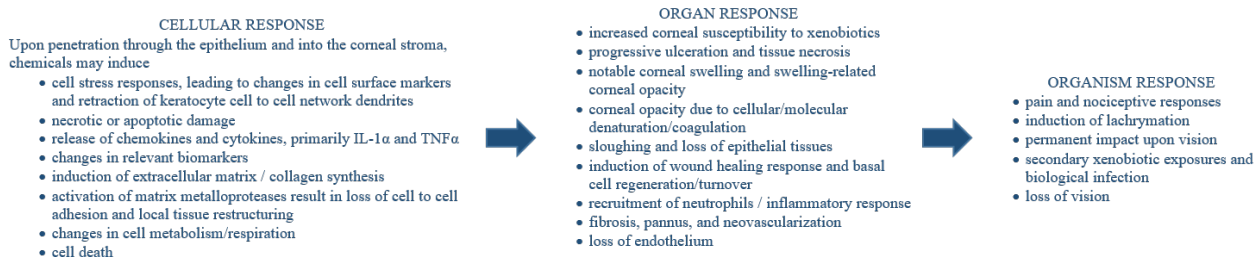 CELLULAR RESPONSE
Upon penetration through the epithelium and into the corneal stroma,
chemicals may induce
• cell stress responses, leading to changes in cell surface markers
and retraction of keratocyte cell to cell network dendrites
• necrotic or apoptotic damage
• release of chemokines and cytokines, primarily IL-1α and TNFα
• changes in relevant biomarkers
• induction of extracellular matrix / collagen synthesis
• activation of matrix metalloproteases result in loss of cell to cell
adhesion and local tissue restructuring
• changes in cell metabolism/respiration
• cell death
ORGAN RESPONSE
• increased corneal susceptibility to xenobiotics
• progressive ulceration and tissue necrosis
• notable corneal swelling and swelling-related
corneal opacity
• corneal opacity due to cellular/molecular
denaturation/coagulation
• sloughing and loss of epithelial tissues
• induction of wound healing response and basal
cell regeneration/turnover
• recruitment of neutrophils / inflammatory response
• fibrosis, pannus, and neovascularization
• loss of endothelium
ORGANISM RESPONSE
• pain and nociceptive responses
• induction of lachrymation
• permanent impact upon vision
• secondary xenobiotic exposures and
biological infection
• loss of vision